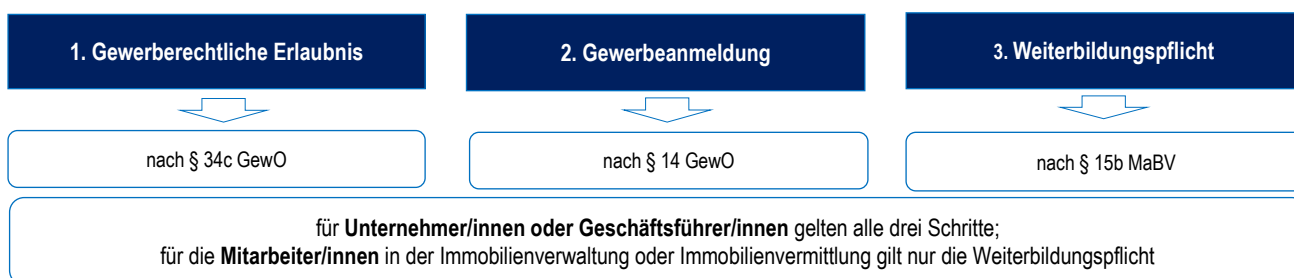 1. Gewerberechtliche Erlaubnis
2. Gewerbeanmeldung
3. Weiterbildungspflicht
nach § 34c GewO
nach § 14 GewO
nach § 15b MaBV
für Unternehmer/innen oder Geschäftsführer/innen gelten alle drei Schritte;
für die Mitarbeiter/innen in der Immobilienverwaltung oder Immobilienvermittlung gilt nur die Weiterbildungspflicht